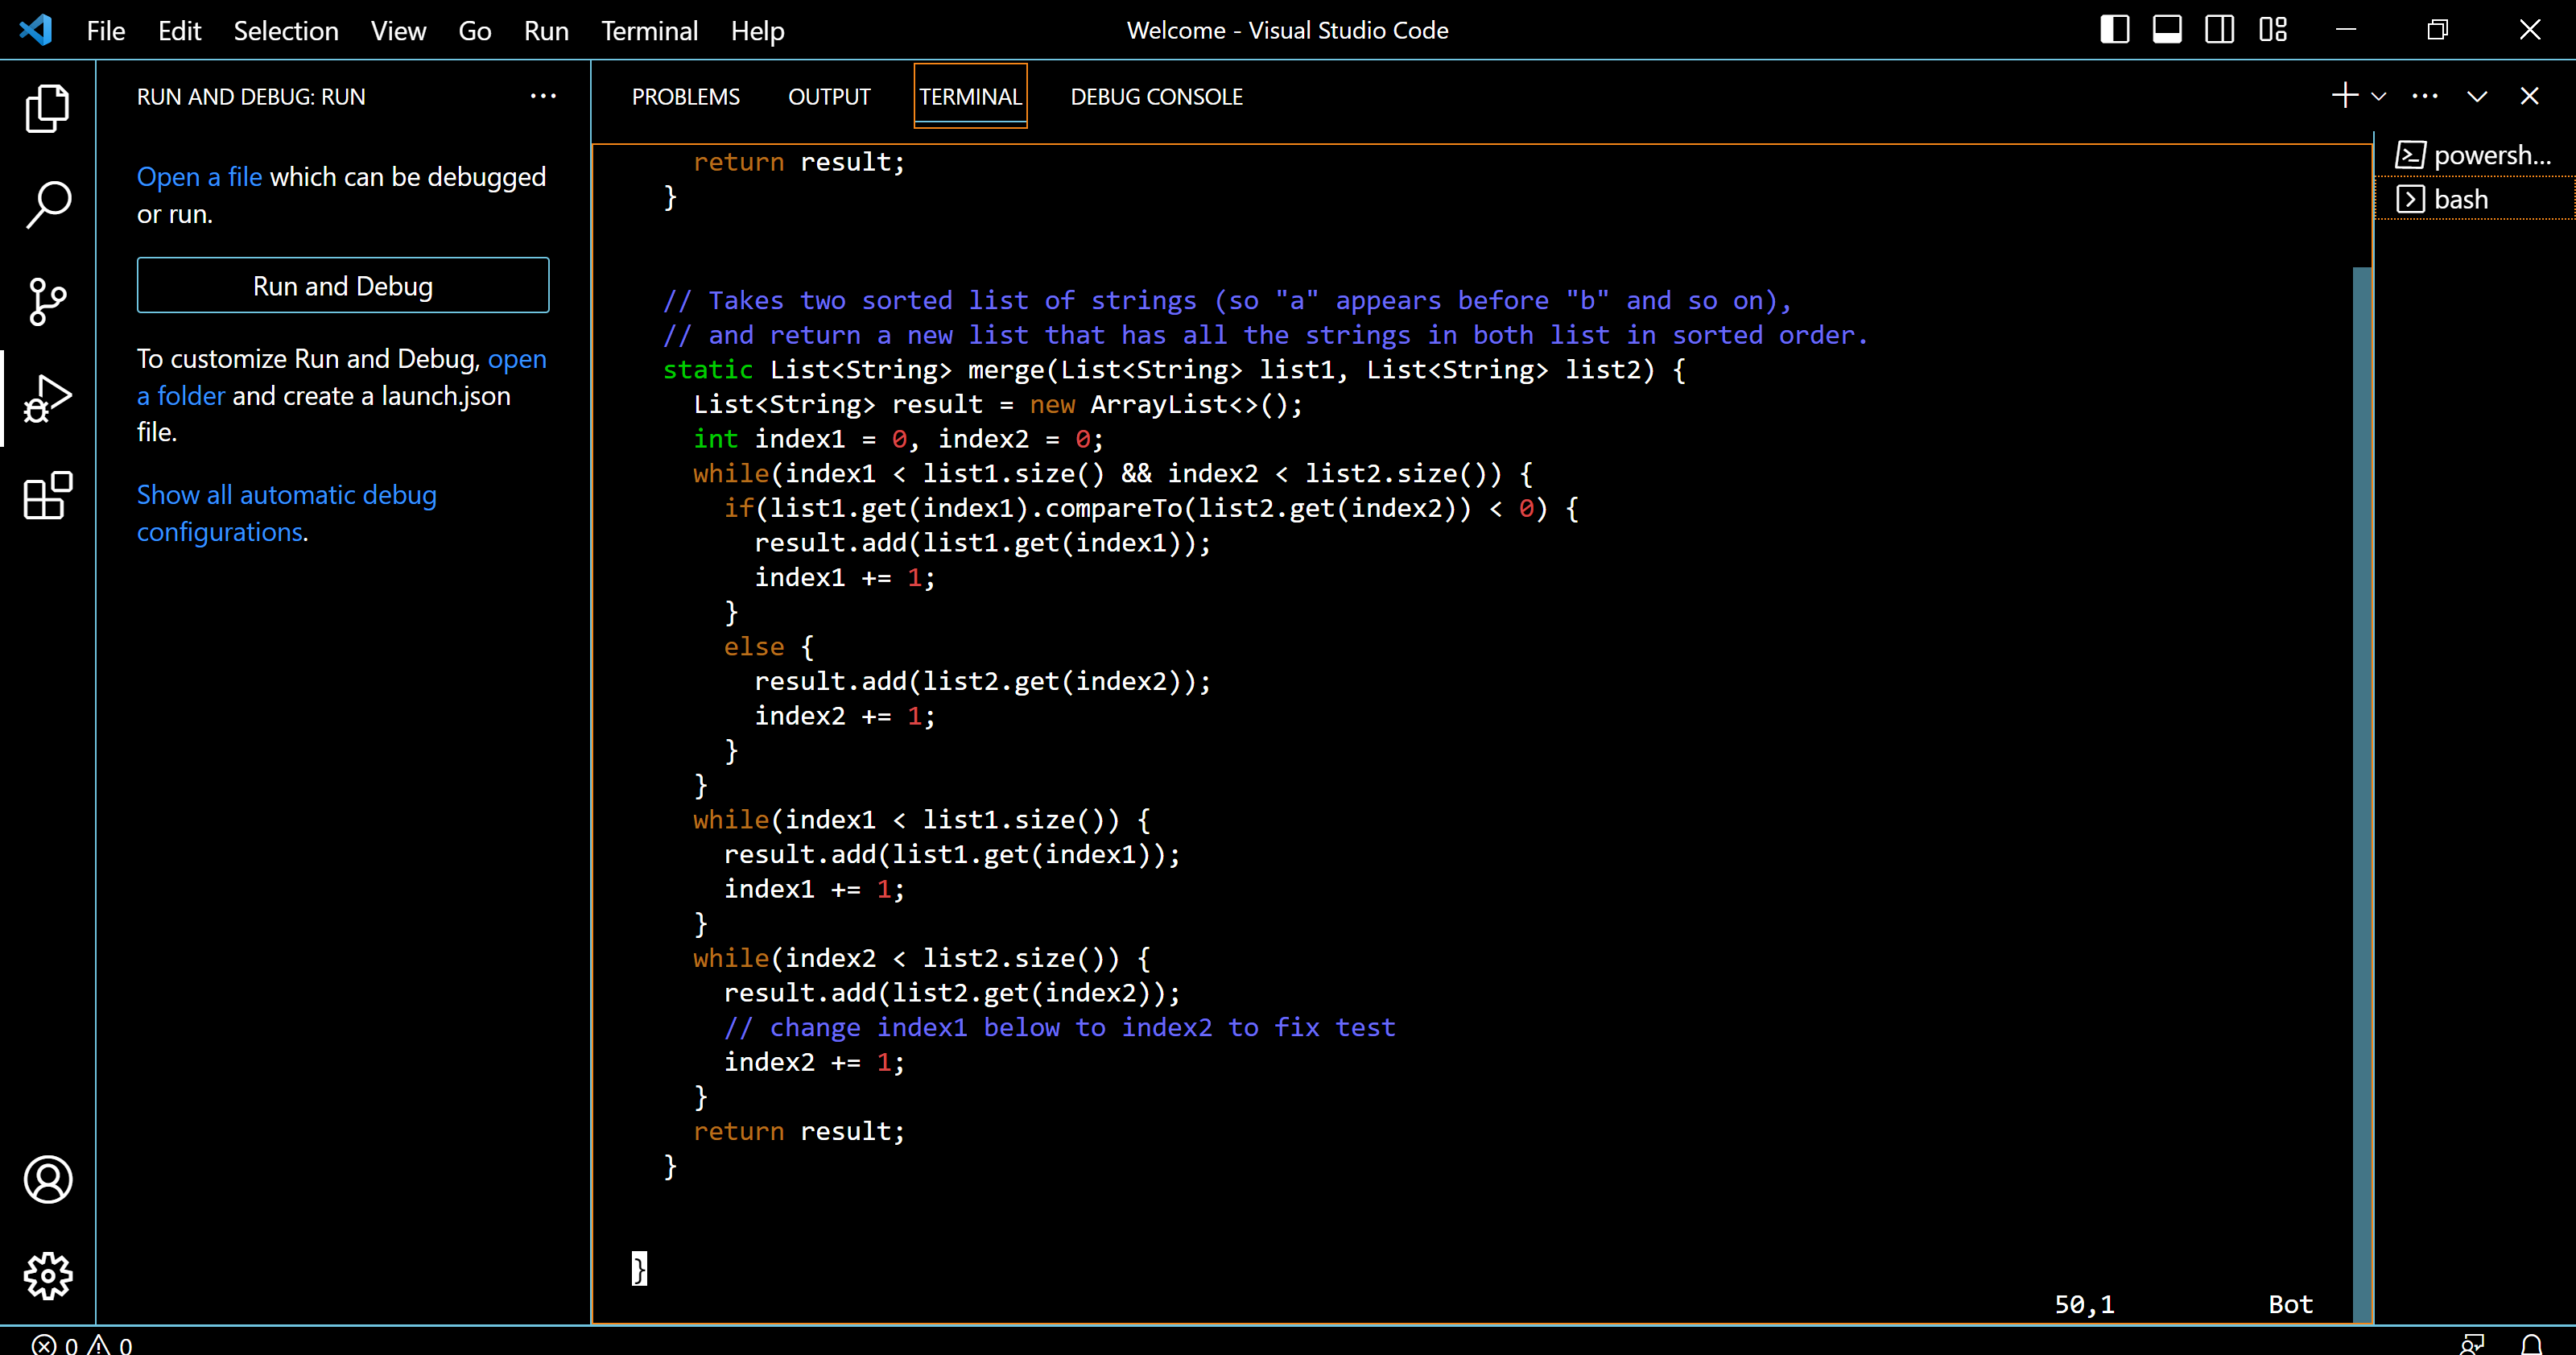 File Edit Selection View Go Run Terminal Help
Welcome - Visual Studio Code
RUN AND DEBUG: RUN
Open a file which can be debugged
or run.
Run and Debug
To customize Run and Debug, open
a folder and create a launch.json
file.
Show all automatic debug
configurations.
PROBLEMS OUTPUT TERMINAL DEBUG CONSOLE
    return result;
  }

  // Takes two sorted list of strings (so "a" appears before "b" and so on),
  // and return a new list that has all the strings in both list in sorted order.
  static List<String> merge(List<String> list1, List<String> list2) {
    List<String> result = new ArrayList<>();
    int index1 = 0, index2 = 0;
    while(index1 < list1.size() && index2 < list2.size()) {
      if(list1.get(index1).compareTo(list2.get(index2)) < 0) {
        result.add(list1.get(index1));
        index1 += 1;
      }
      else {
        result.add(list2.get(index2));
        index2 += 1;
      }
    }
    while(index1 < list1.size()) {
      result.add(list1.get(index1));
      index1 += 1;
    }
    while(index2 < list2.size()) {
      result.add(list2.get(index2));
      // change index1 below to index2 to fix test
      index2 += 1;
    }
    return result;
  }

}
50,1 Bot
powersh...
bash
0 0